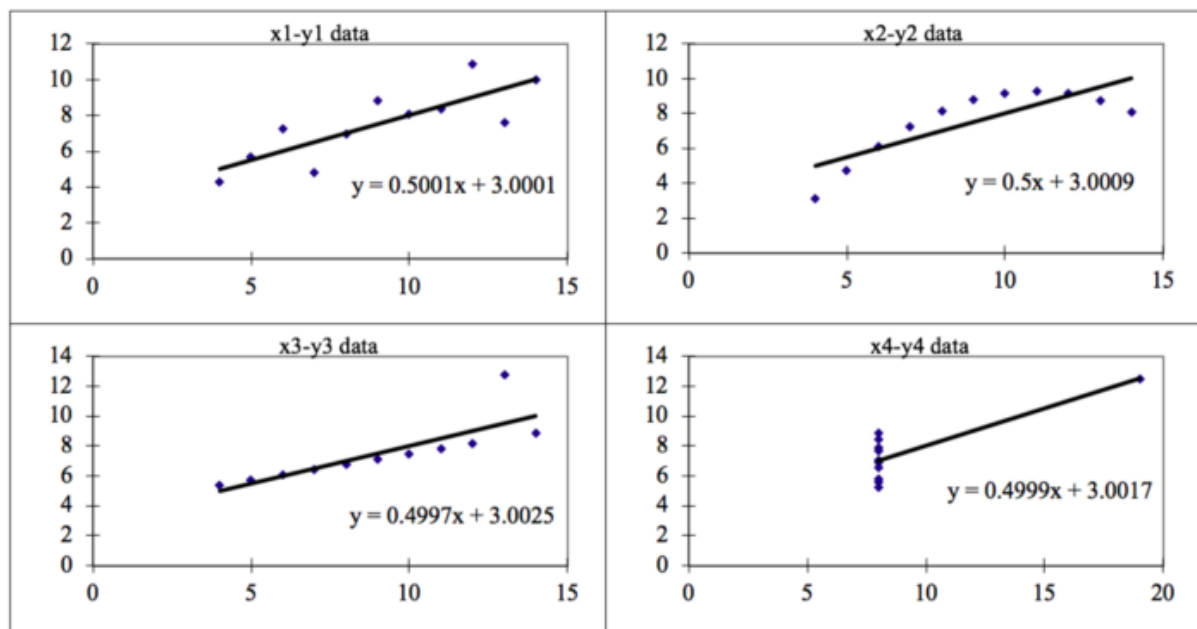 x1-y1 data
12
10
8
6
4
2
0
0 5 10 15
y = 0.5001x + 3.0001
x2-y2 data
12
10
8
6
4
2
0
0 5 10 15
y = 0.5x + 3.0009
x3-y3 data
14
12
10
8
6
4
2
0
0 5 10 15
y = 0.4997x + 3.0025
x4-y4 data
14
12
10
8
6
4
2
0
0 5 10 15 20
y = 0.4999x + 3.0017